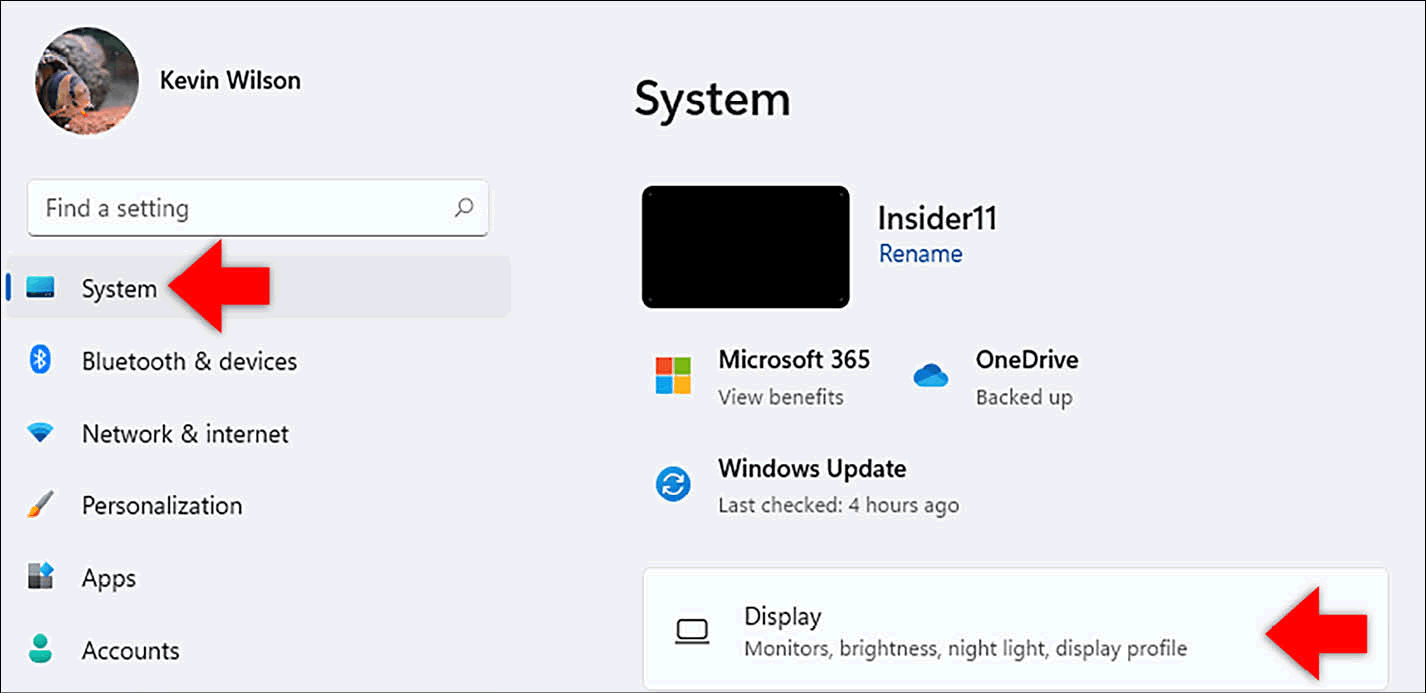 Kevin Wilson
Find a setting
System
Bluetooth & devices
Network & internet
Personalization
Apps
Accounts
System
Insider11
Rename
Microsoft 365
View benefits
OneDrive
Backed up
Windows Update
Last checked: 4 hours ago
Display
Monitors, brightness, night light, display profile